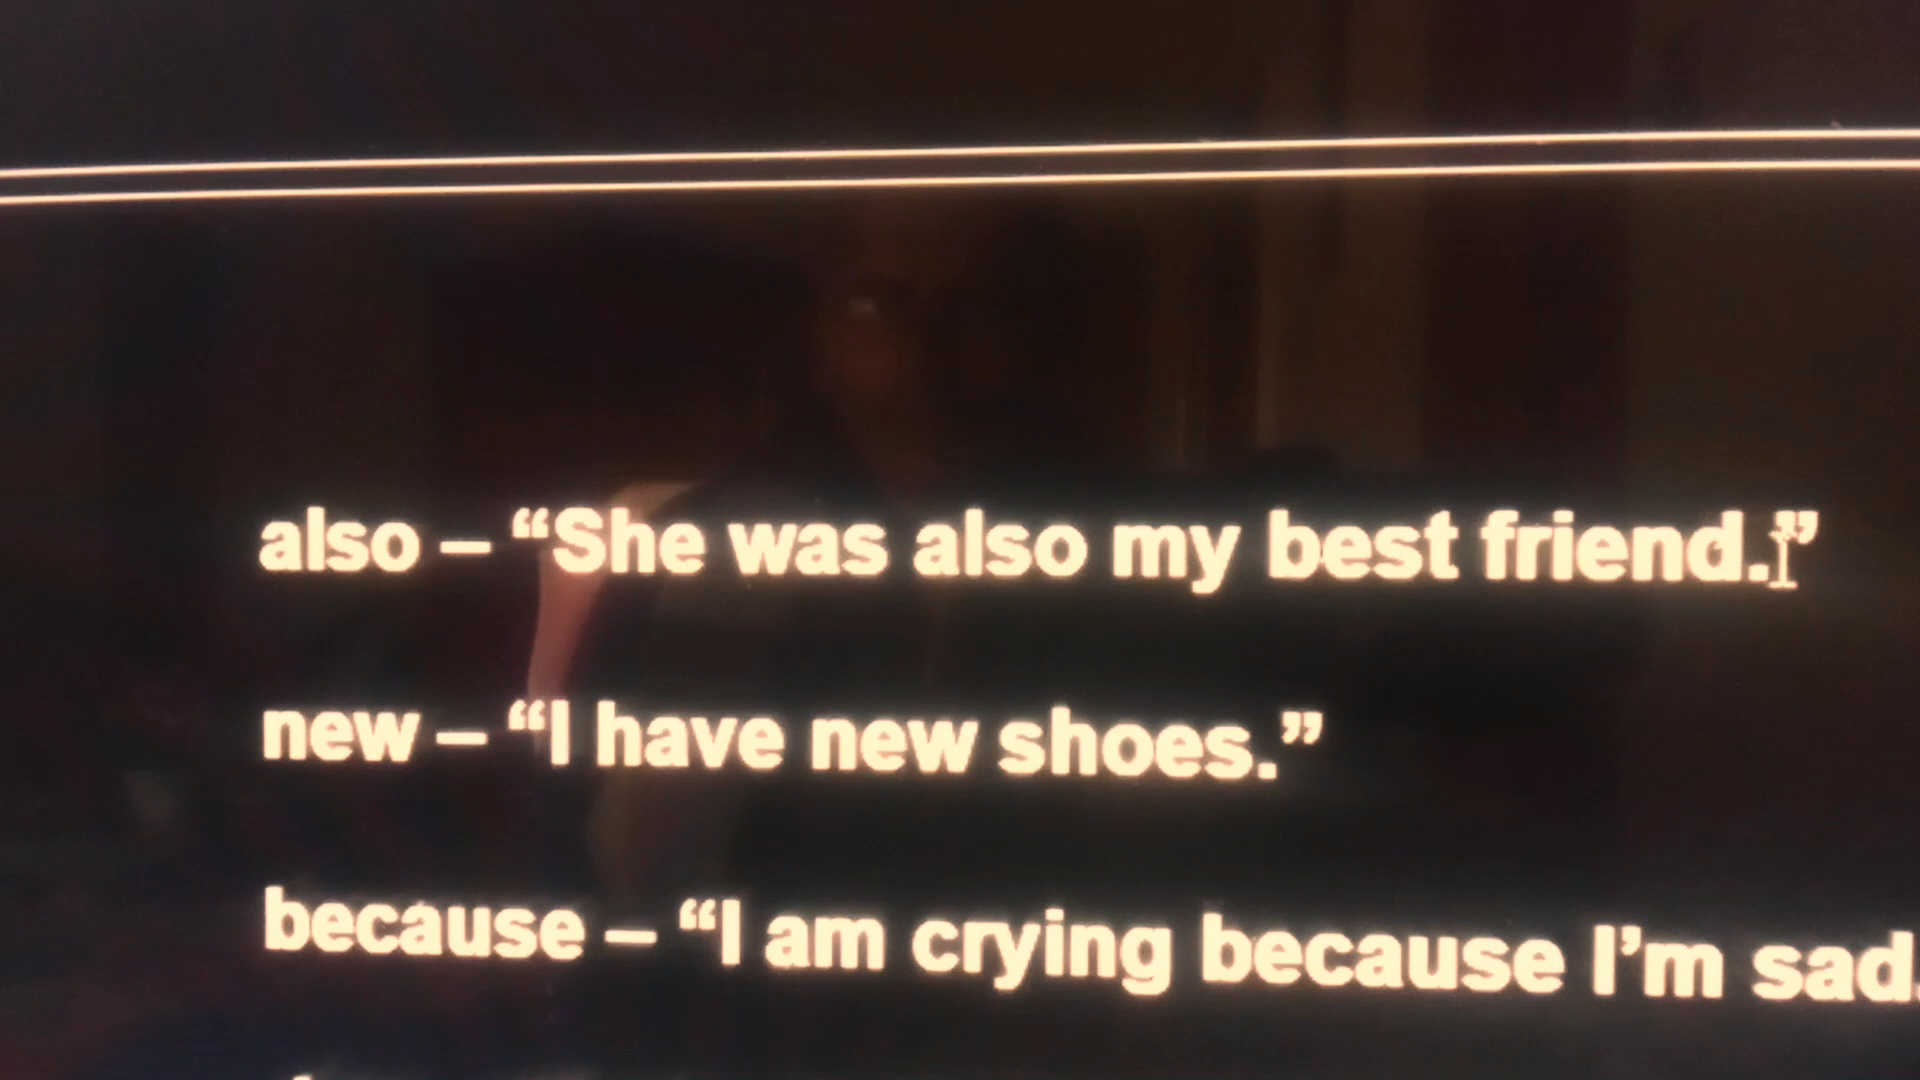 also – “She was also my best friend.”
new – “I have new shoes.”
because – “I am crying because I’m sad.